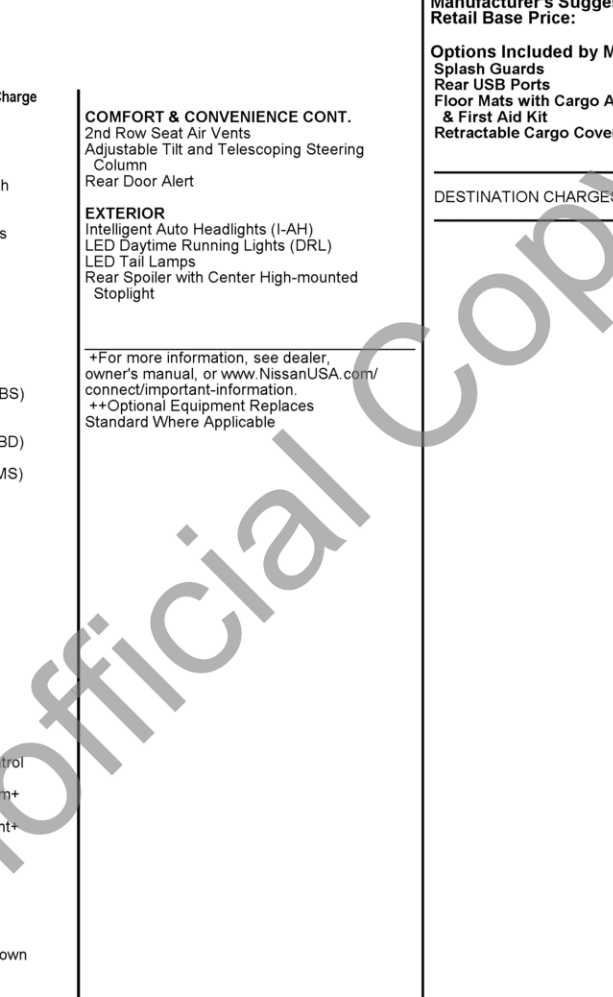 Charge
h
s
BS)
BD)
MS)
trol
m+
nt+
own
COMFORT & CONVENIENCE CONT.
2nd Row Seat Air Vents
Adjustable Tilt and Telescoping Steering
Column
Rear Door Alert
EXTERIOR
Intelligent Auto Headlights (I-AH)
LED Daytime Running Lights (DRL)
LED Tail Lamps
Rear Spoiler with Center High-mounted
Stoplight
+For more information, see dealer,
owner's manual, or www.NissanUSA.com/
connect/important-information.
++Optional Equipment Replaces
Standard Where Applicable
Manufacturer's Sugges
Retail Base Price:
Options Included by M
Splash Guards
Rear USB Ports
Floor Mats with Cargo A
& First Aid Kit
Retractable Cargo Cover
DESTINATION CHARGES
official Copy